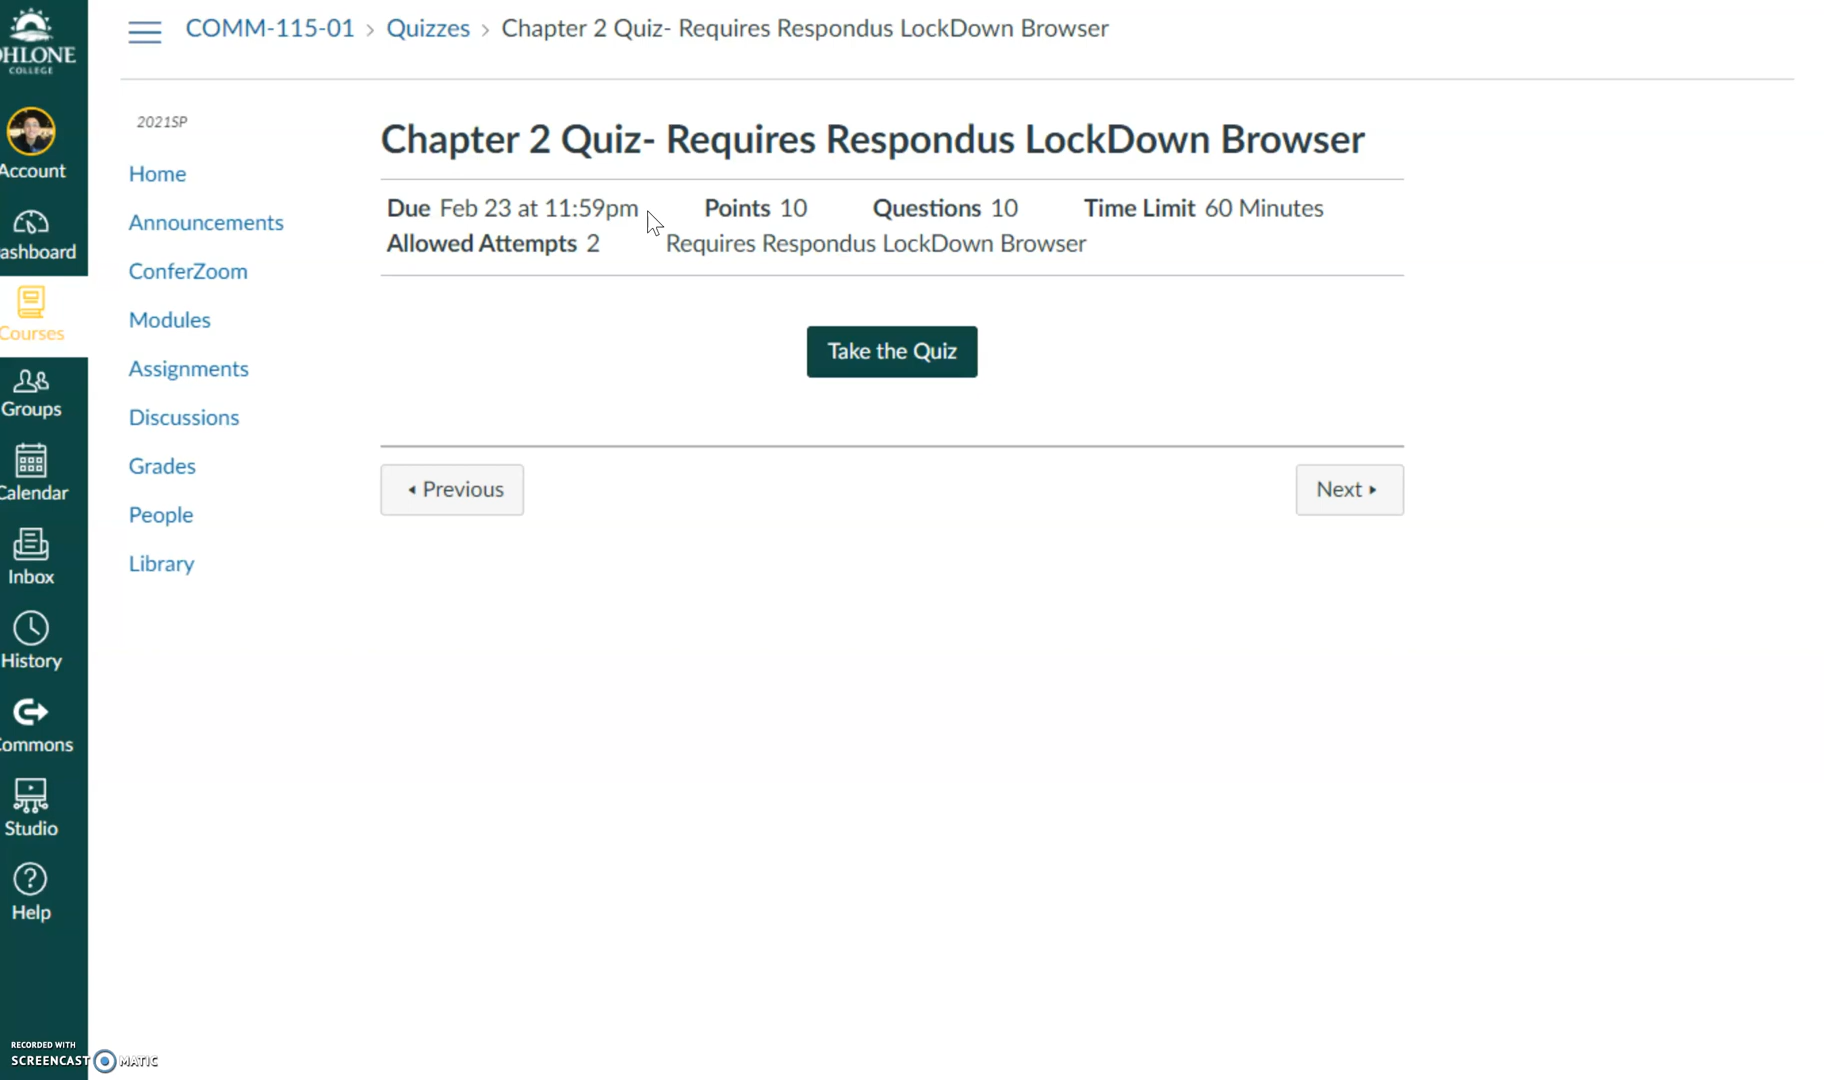 COMM-115-01 › Quizzes › Chapter 2 Quiz- Requires Respondus LockDown Browser
OHLONE
COLLEGE
Account
Dashboard
Courses
Groups
Calendar
Inbox
History
Commons
Studio
Help
2021SP
Home
Announcements
ConferZoom
Modules
Assignments
Discussions
Grades
People
Library
Chapter 2 Quiz- Requires Respondus LockDown Browser
Due Feb 23 at 11:59pm Points 10 Questions 10 Time Limit 60 Minutes
Allowed Attempts 2 Requires Respondus LockDown Browser
Take the Quiz
◂ Previous
Next ▸
RECORDED WITH
SCREENCAST MATIC